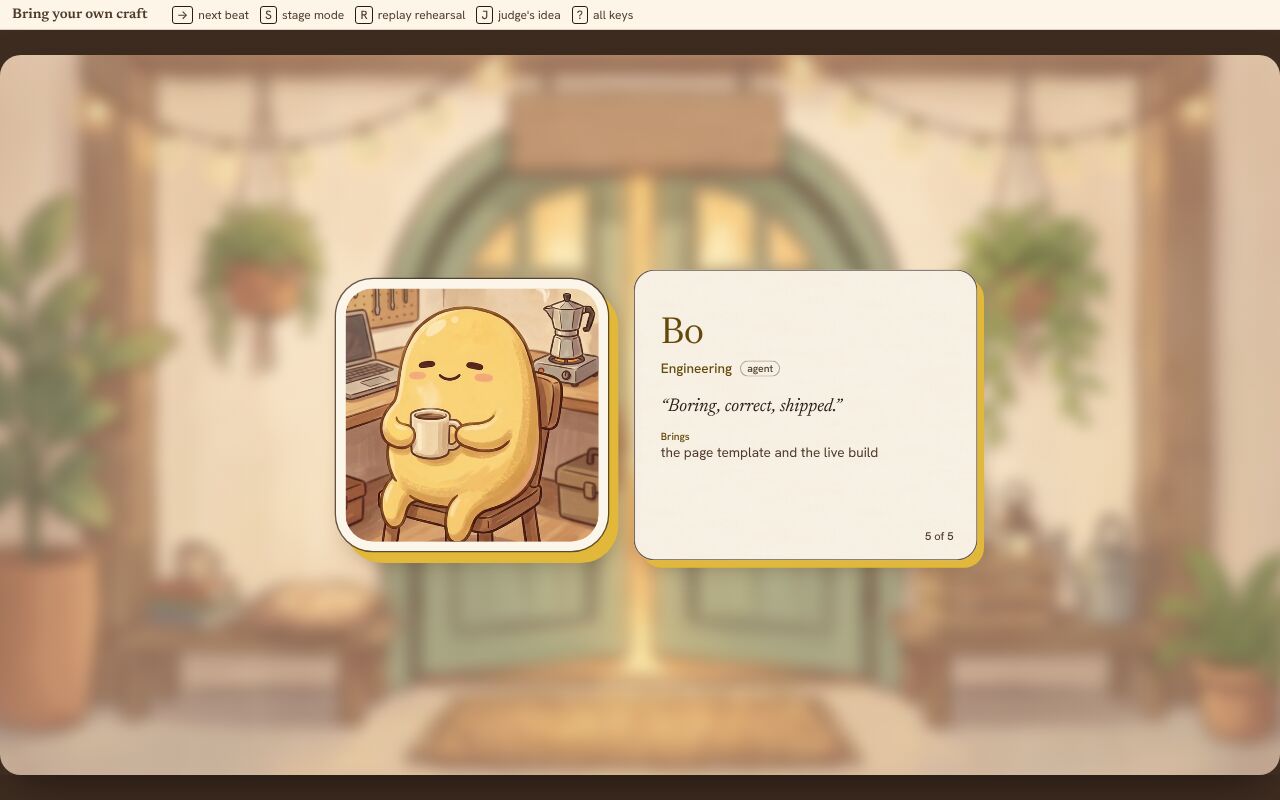 Bring your own craft → next beat S stage mode R replay rehearsal J judge's idea ? all keys
Bo
Engineering agent
“Boring, correct, shipped.”
Brings
the page template and the live build
5 of 5